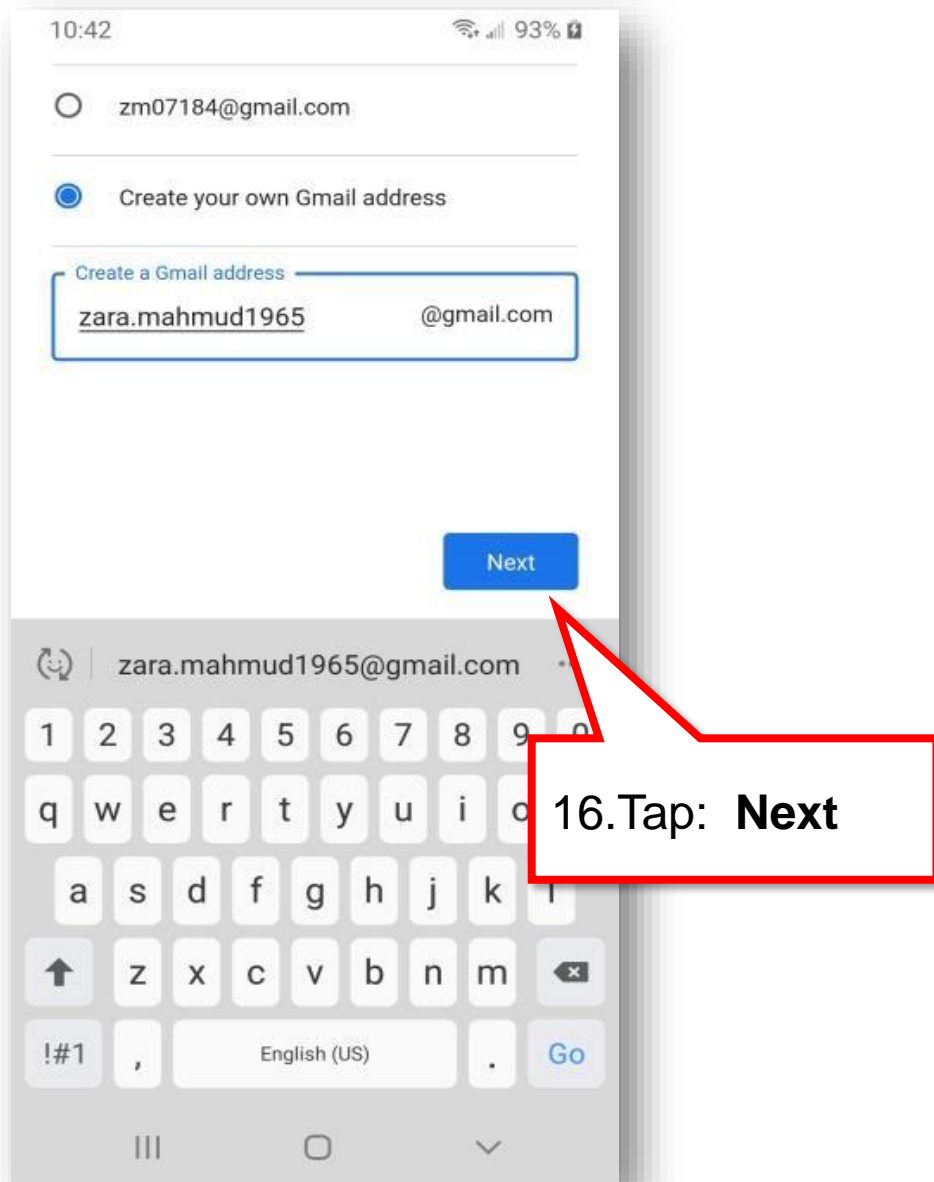 10:42 93%
zm07184@gmail.com
Create your own Gmail address
Create a Gmail address
zara.mahmud1965 @gmail.com
Next
zara.mahmud1965@gmail.com
1 2 3 4 5 6 7 8 9 0
q w e r t y u i o
16.Tap: Next
a s d f g h j k l
z x c v b n m
!#1 , English (US) . Go